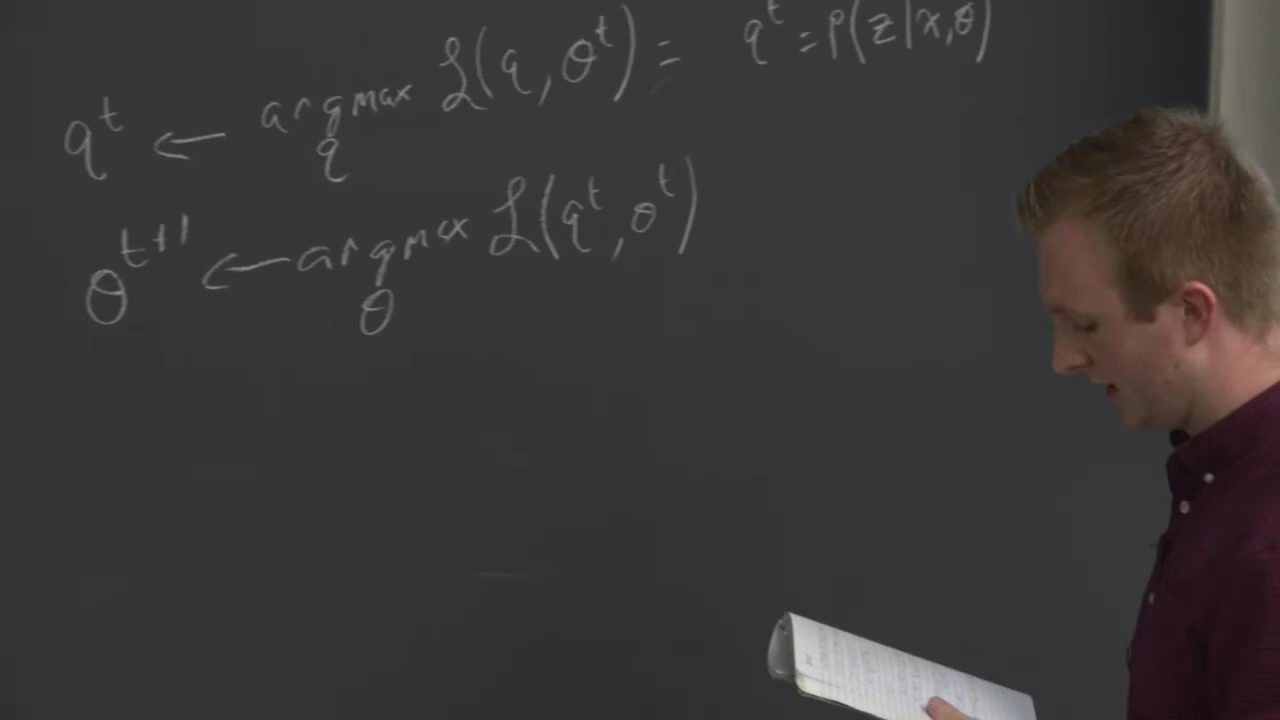 q^t ← argmax_q ℒ(q, θ^t) = q^t = p(z|x,θ)
θ^{t+1} ← argmax_θ ℒ(q^t, θ^t)